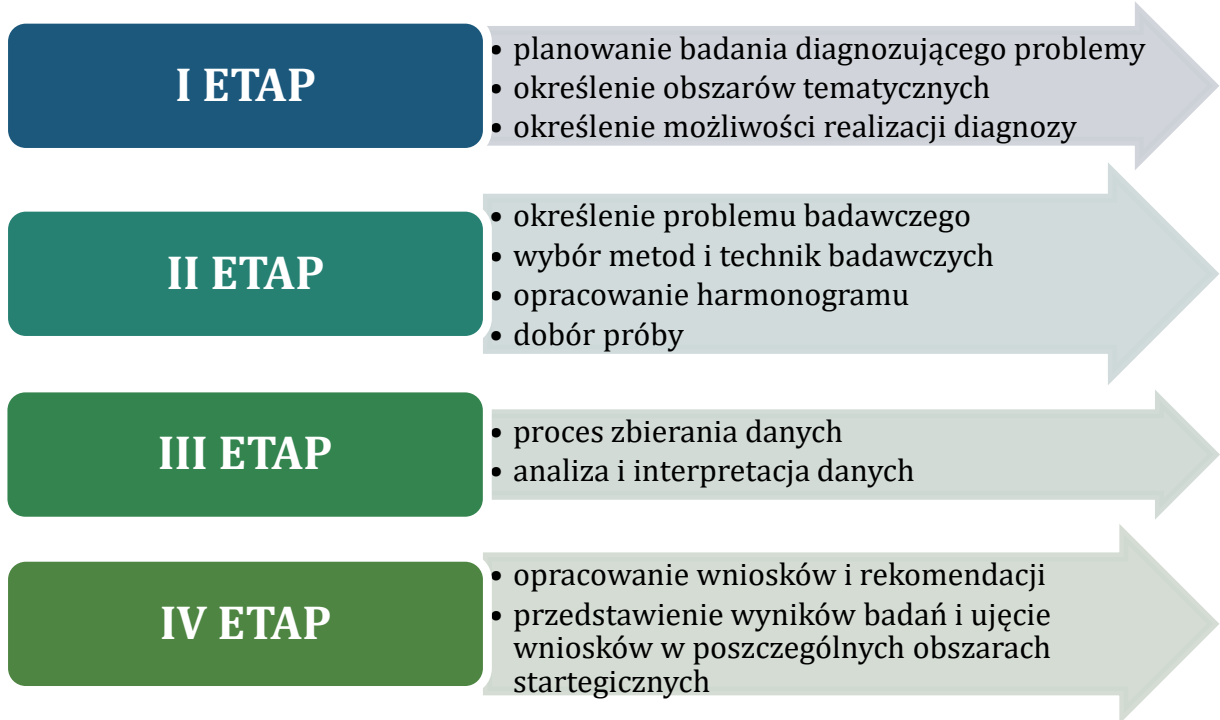 I ETAP
• planowanie badania diagnozującego problemy
• określenie obszarów tematycznych
• określenie możliwości realizacji diagnozy
II ETAP
• określenie problemu badawczego
• wybór metod i technik badawczych
• opracowanie harmonogramu
• dobór próby
III ETAP
• proces zbierania danych
• analiza i interpretacja danych
IV ETAP
• opracowanie wniosków i rekomendacji
• przedstawienie wyników badań i ujęcie
wniosków w poszczególnych obszarach
startegicznych